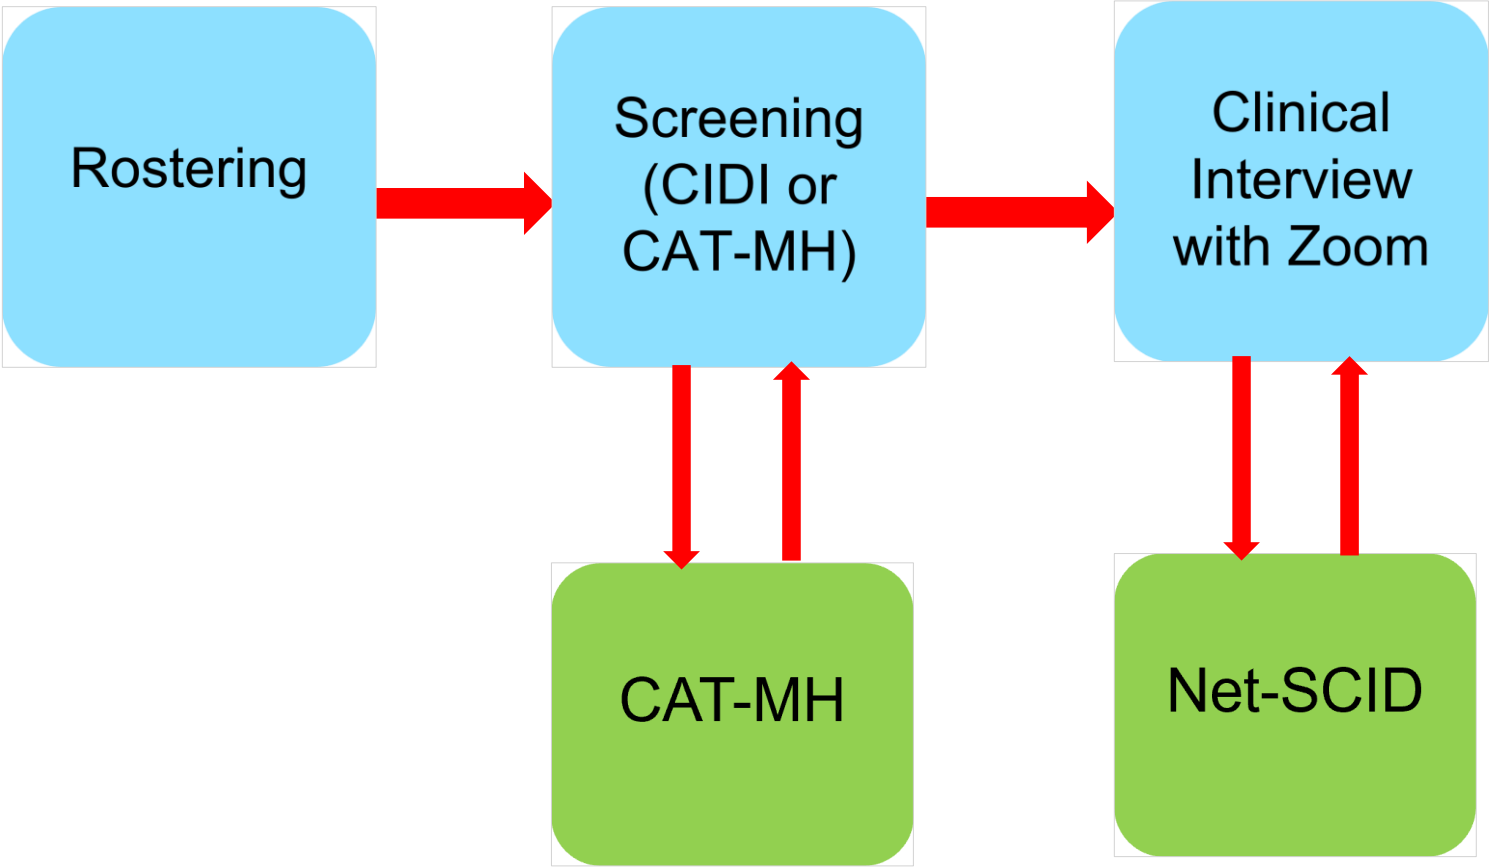 Rostering
Screening
(CIDI or
CAT-MH)
Clinical
Interview
with Zoom
CAT-MH
Net-SCID